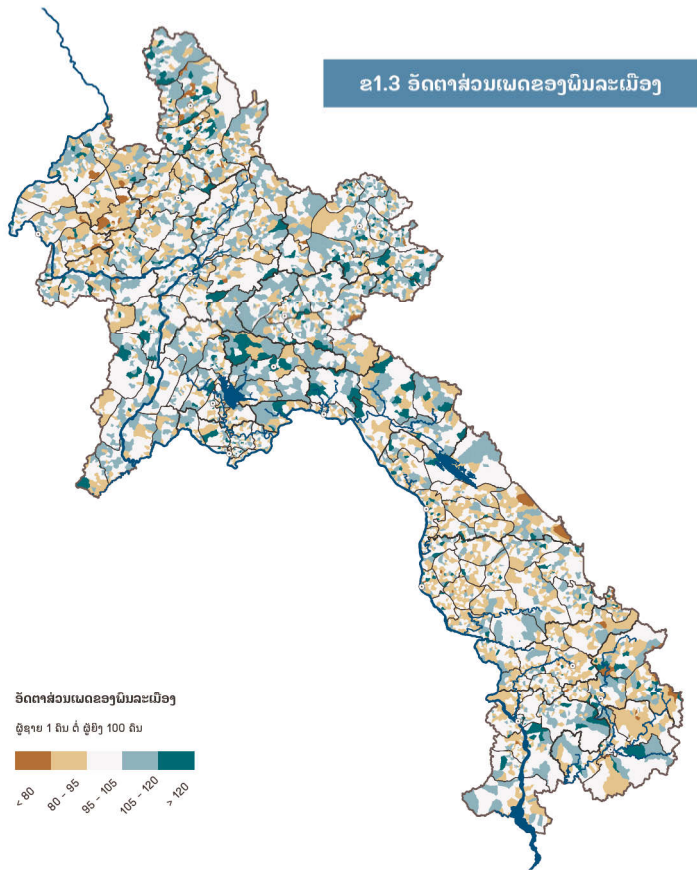 ຂ1.3 ອັດຕາສ່ວນເພດຂອງພົນລະເມືອງ
ອັດຕາສ່ວນເພດຂອງພົນລະເມືອງ
ຜູ້ຊາຍ 1 ຄົນ ຕໍ່ ຜູ້ຍິງ 100 ຄົນ
< 80
80 - 95
95 - 105
105 - 120
> 120